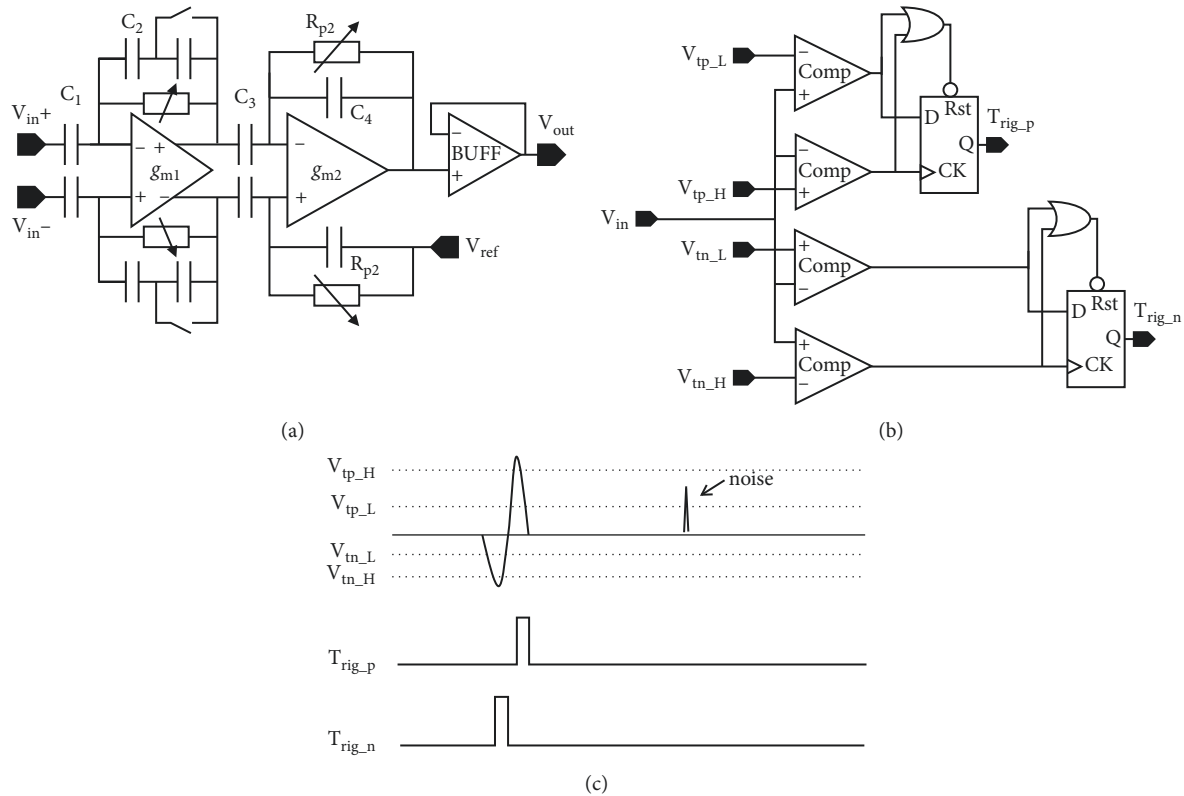 C2
Rp2
C1
C3
C4
Vin+
Vout
− +
−
−
gm1
gm2
BUFF
+
+ −
+
+
Vin−
Vref
Rp2
(a)
Vtp_L
−
Comp
+
Rst
D
Trig_p
Q
CK
Vtp_H
−
Comp
+
Vin
Vtn_L
+
Comp
−
Rst
D
Trig_n
Q
CK
Vtn_H
+
Comp
−
(b)
Vtp_H
noise
Vtp_L
Vtn_L
Vtn_H
Trig_p
Trig_n
(c)